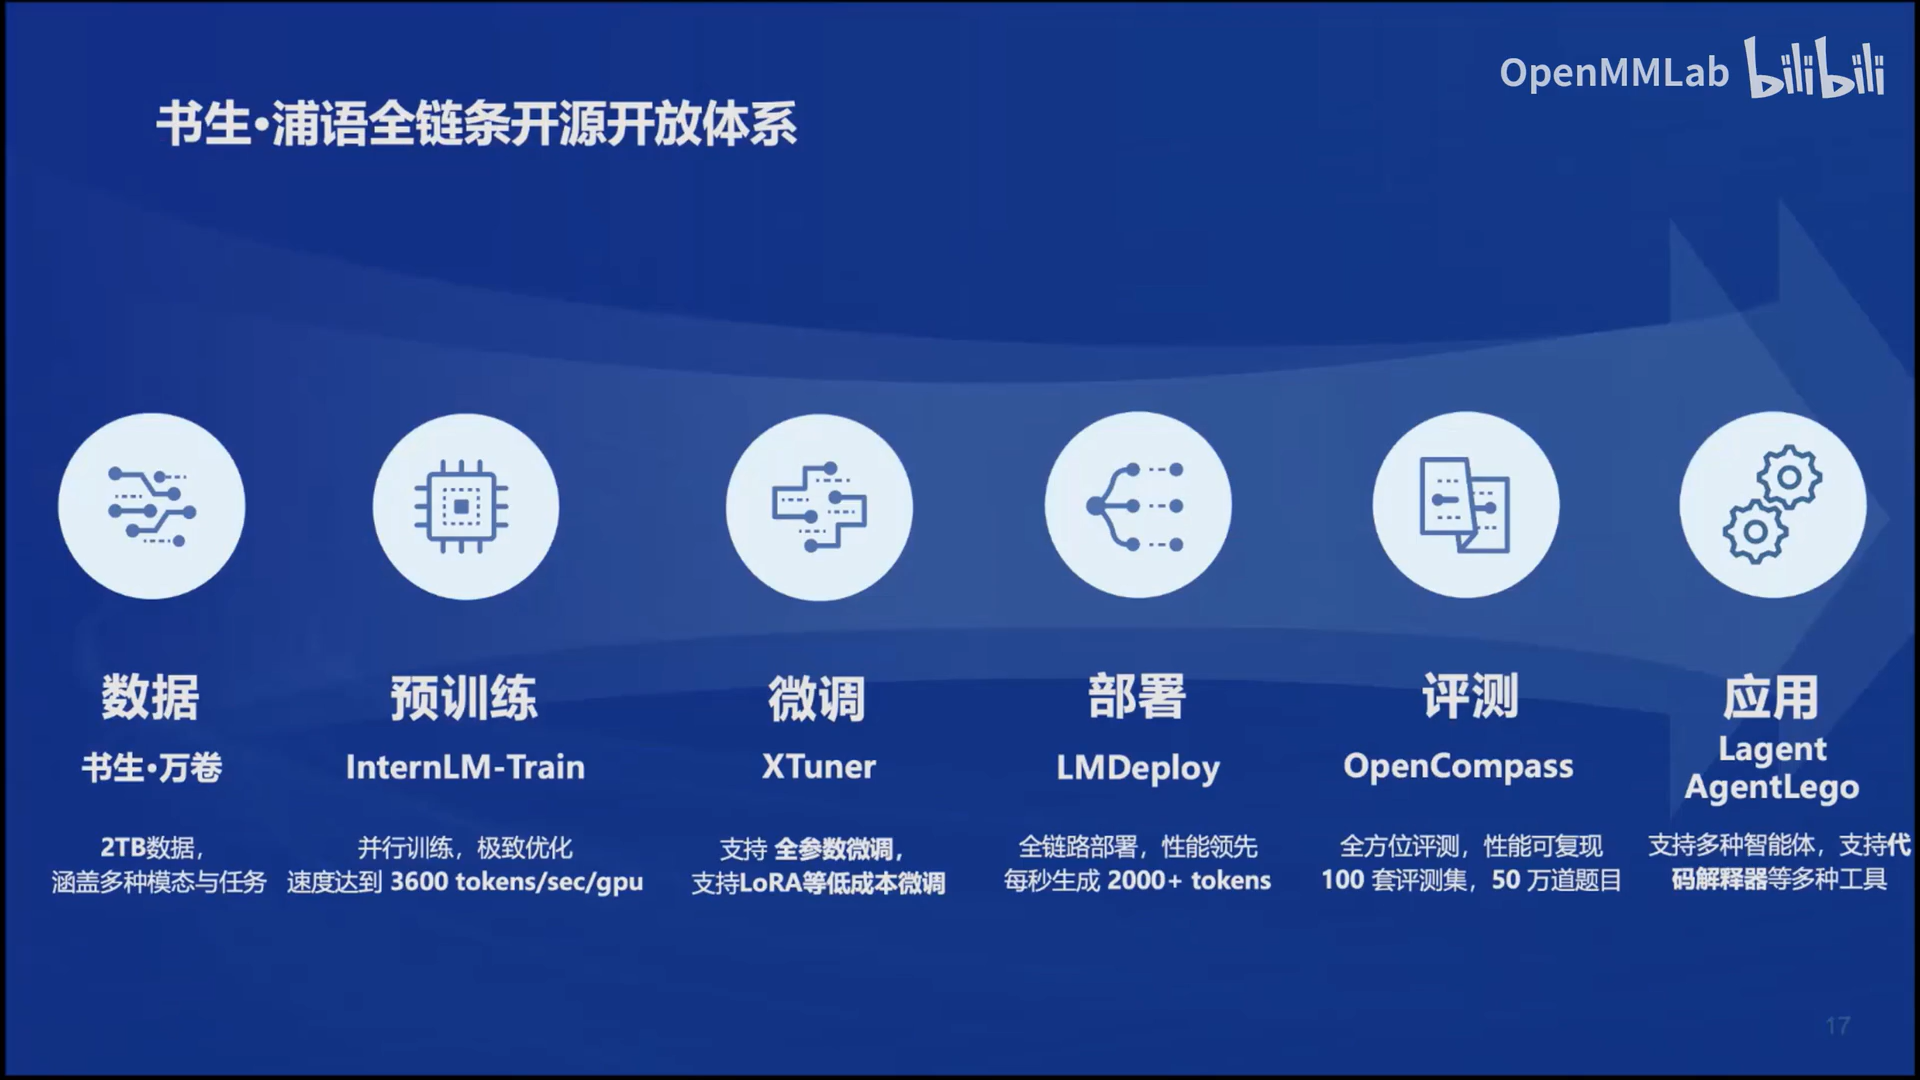 OpenMMLab bilibili
书生·浦语全链条开源开放体系
数据
书生·万卷
2TB数据，
涵盖多种模态与任务
预训练
InternLM-Train
并行训练，极致优化
速度达到 3600 tokens/sec/gpu
微调
XTuner
支持 全参数微调，
支持LoRA等低成本微调
部署
LMDeploy
全链路部署，性能领先
每秒生成 2000+ tokens
评测
OpenCompass
全方位评测，性能可复现
100 套评测集，50 万道题目
应用
Lagent
AgentLego
支持多种智能体，支持代
码解释器等多种工具
17